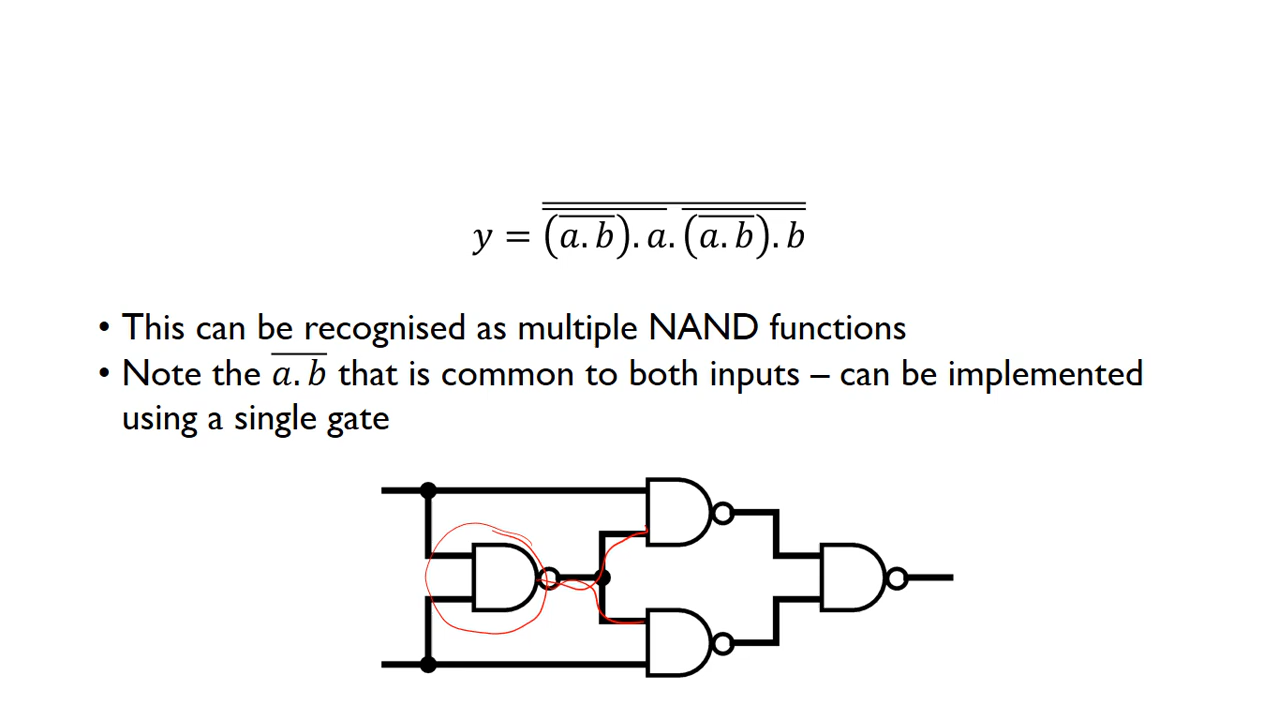 y = \overline{\overline{(\overline{a.b}).a}.\overline{(\overline{a.b}).b}}
• This can be recognised as multiple NAND functions
• Note the \overline{a.b} that is common to both inputs – can be implemented
using a single gate